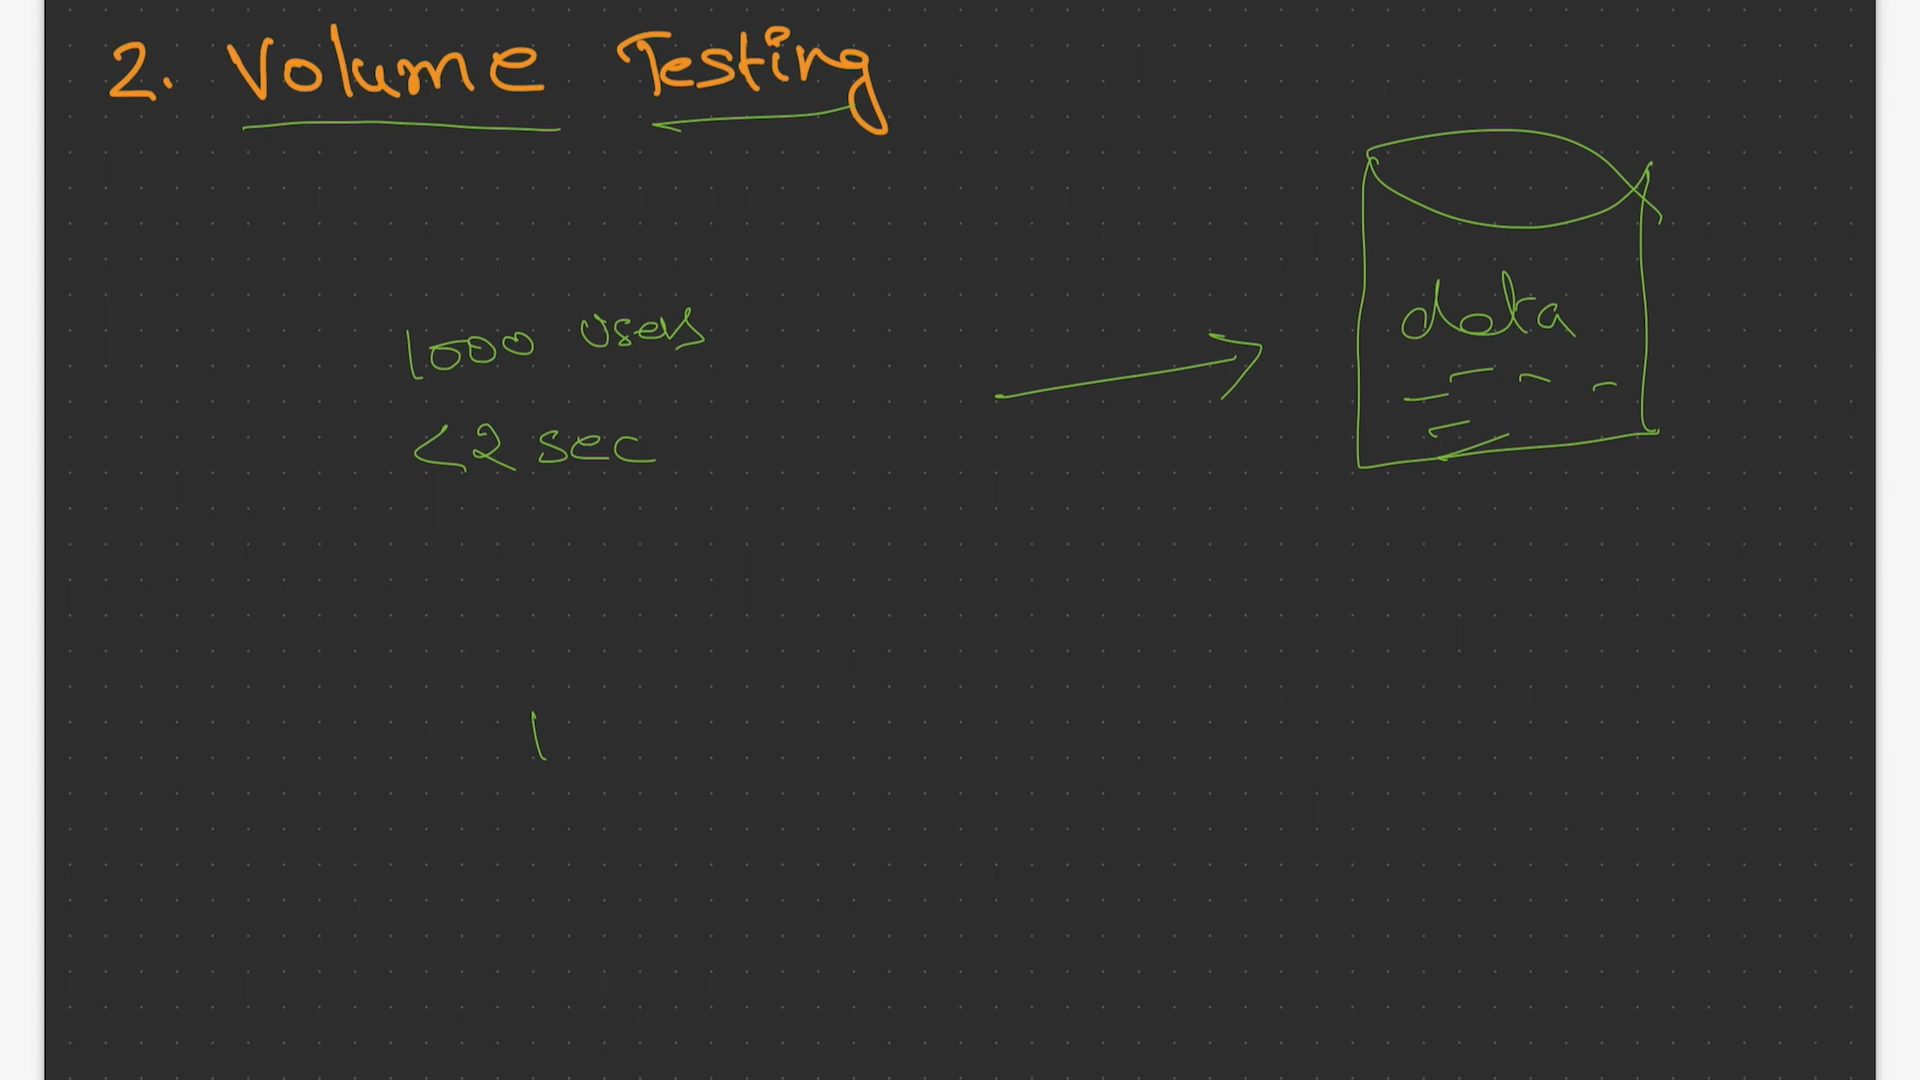 2. Volume Testing
1000 users
<2 sec
data